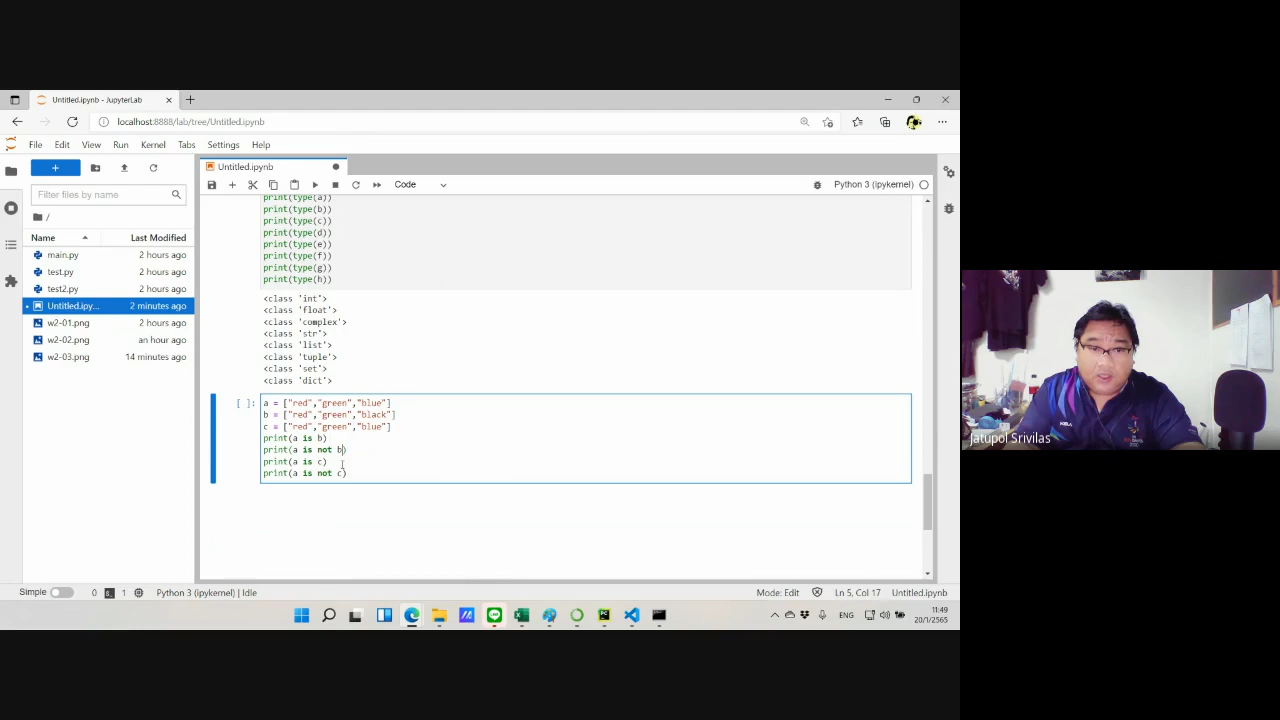 Untitled.ipynb - JupyterLab
localhost:8888/lab/tree/Untitled.ipynb
File Edit View Run Kernel Tabs Settings Help
Untitled.ipynb
Code
Python 3 (ipykernel)
Filter files by name
/
Name Last Modified
main.py 2 hours ago
test.py 2 hours ago
test2.py 2 hours ago
Untitled.ipy... 2 minutes ago
w2-01.png 2 hours ago
w2-02.png an hour ago
w2-03.png 14 minutes ago
print(type(a))
print(type(b))
print(type(c))
print(type(d))
print(type(e))
print(type(f))
print(type(g))
print(type(h))
<class 'int'>
<class 'float'>
<class 'complex'>
<class 'str'>
<class 'list'>
<class 'tuple'>
<class 'set'>
<class 'dict'>
[ ]:
a = ["red","green","blue"]
b = ["red","green","black"]
c = ["red","green","blue"]
print(a is b)
print(a is not b)
print(a is c)
print(a is not c)
Simple 0 1 Python 3 (ipykernel) | Idle
Mode: Edit Ln 5, Col 17 Untitled.ipynb
ENG
11:49
20/1/2565
Jatupol Srivilas